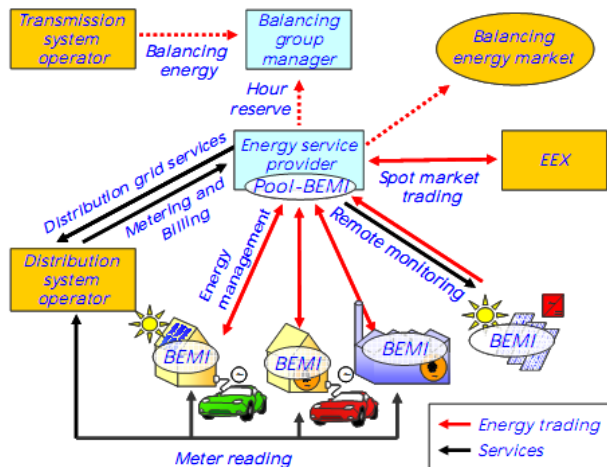 Transmission
system
operator
Balancing
energy
Balancing
group
manager
Balancing
energy market
Hour
reserve
Energy service
provider
Pool-BEMI
Spot market
trading
EEX
Distribution grid services
Metering and
Billing
Distribution
system
operator
Energy
management
Remote monitoring
BEMI
BEMI
BEMI
BEMI
Meter reading
Energy trading
Services